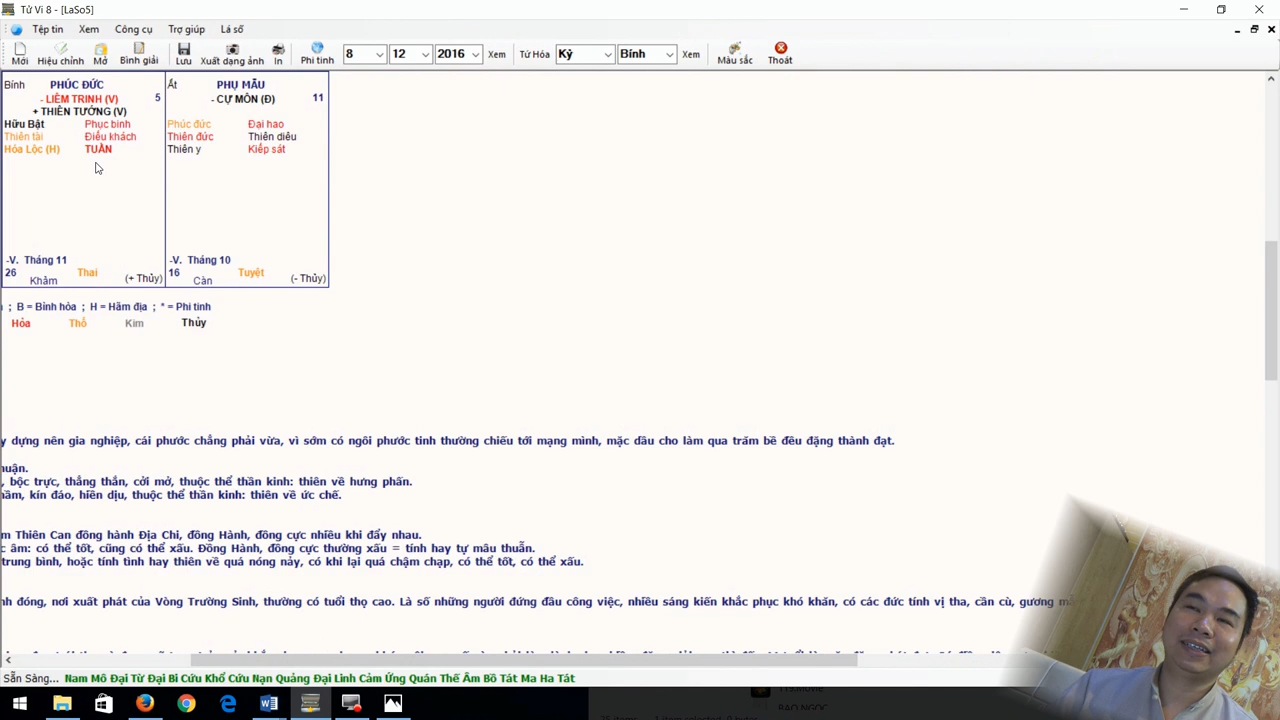 Tử Vi 8 - [LaSo5]
Tệp tin Xem Công cụ Trợ giúp Lá số
Mới Hiệu chỉnh Mở Bình giải Lưu Xuất dạng ảnh In Phi tinh 8 12 2016 Xem Tứ Hóa Kỷ Bính Xem Màu sắc Thoát
Bính PHÚC ĐỨC
- LIÊM TRINH (V) 5
+ THIÊN TƯỚNG (V)
Hữu Bật Phục binh
Thiên tài Điếu khách
Hóa Lộc (H) TUẦN
-V. Tháng 11
26 Thai (+ Thủy)
Khảm
Ất PHỤ MẪU
- CỰ MÔN (Đ) 11
Phúc đức Đại hao
Thiên đức Thiên diêu
Thiên y Kiếp sát
-V. Tháng 10
16 Tuyệt (- Thủy)
Càn
; B = Bình hòa ; H = Hãm địa ; * = Phi tinh
Hỏa Thổ Kim Thủy
y dựng nên gia nghiệp, cái phước chẳng phải vừa, vì sớm có ngôi phước tinh thường chiếu tới mạng mình, mặc dầu cho làm qua trăm bề đều đặng thành đạt.
huận.
, bộc trực, thẳng thắn, cởi mở, thuộc thể thần kinh: thiên về hưng phấn.
hầm, kín đáo, hiền dịu, thuộc thể thần kinh: thiên về ức chế.
m Thiên Can đồng hành Địa Chi, đồng Hành, đồng cực nhiều khi đẩy nhau.
c âm: có thể tốt, cũng có thể xấu. Đồng Hành, đồng cực thường xấu = tính hay tự mâu thuẫn.
trung bình, hoặc tính tình hay thiên về quá nóng nảy, có khi lại quá chậm chạp, có thể tốt, có thể xấu.
nh đóng, nơi xuất phát của Vòng Trường Sinh, thường có tuổi thọ cao. Là số những người đứng đầu công việc, nhiều sáng kiến khắc phục khó khăn, có các đức tính vị tha, cần cù, gương
Sẵn Sàng... Nam Mô Đại Từ Đại Bi Cứu Khổ Cứu Nạn Quảng Đại Linh Cảm Ứng Quán Thế Âm Bồ Tát Ma Ha Tát